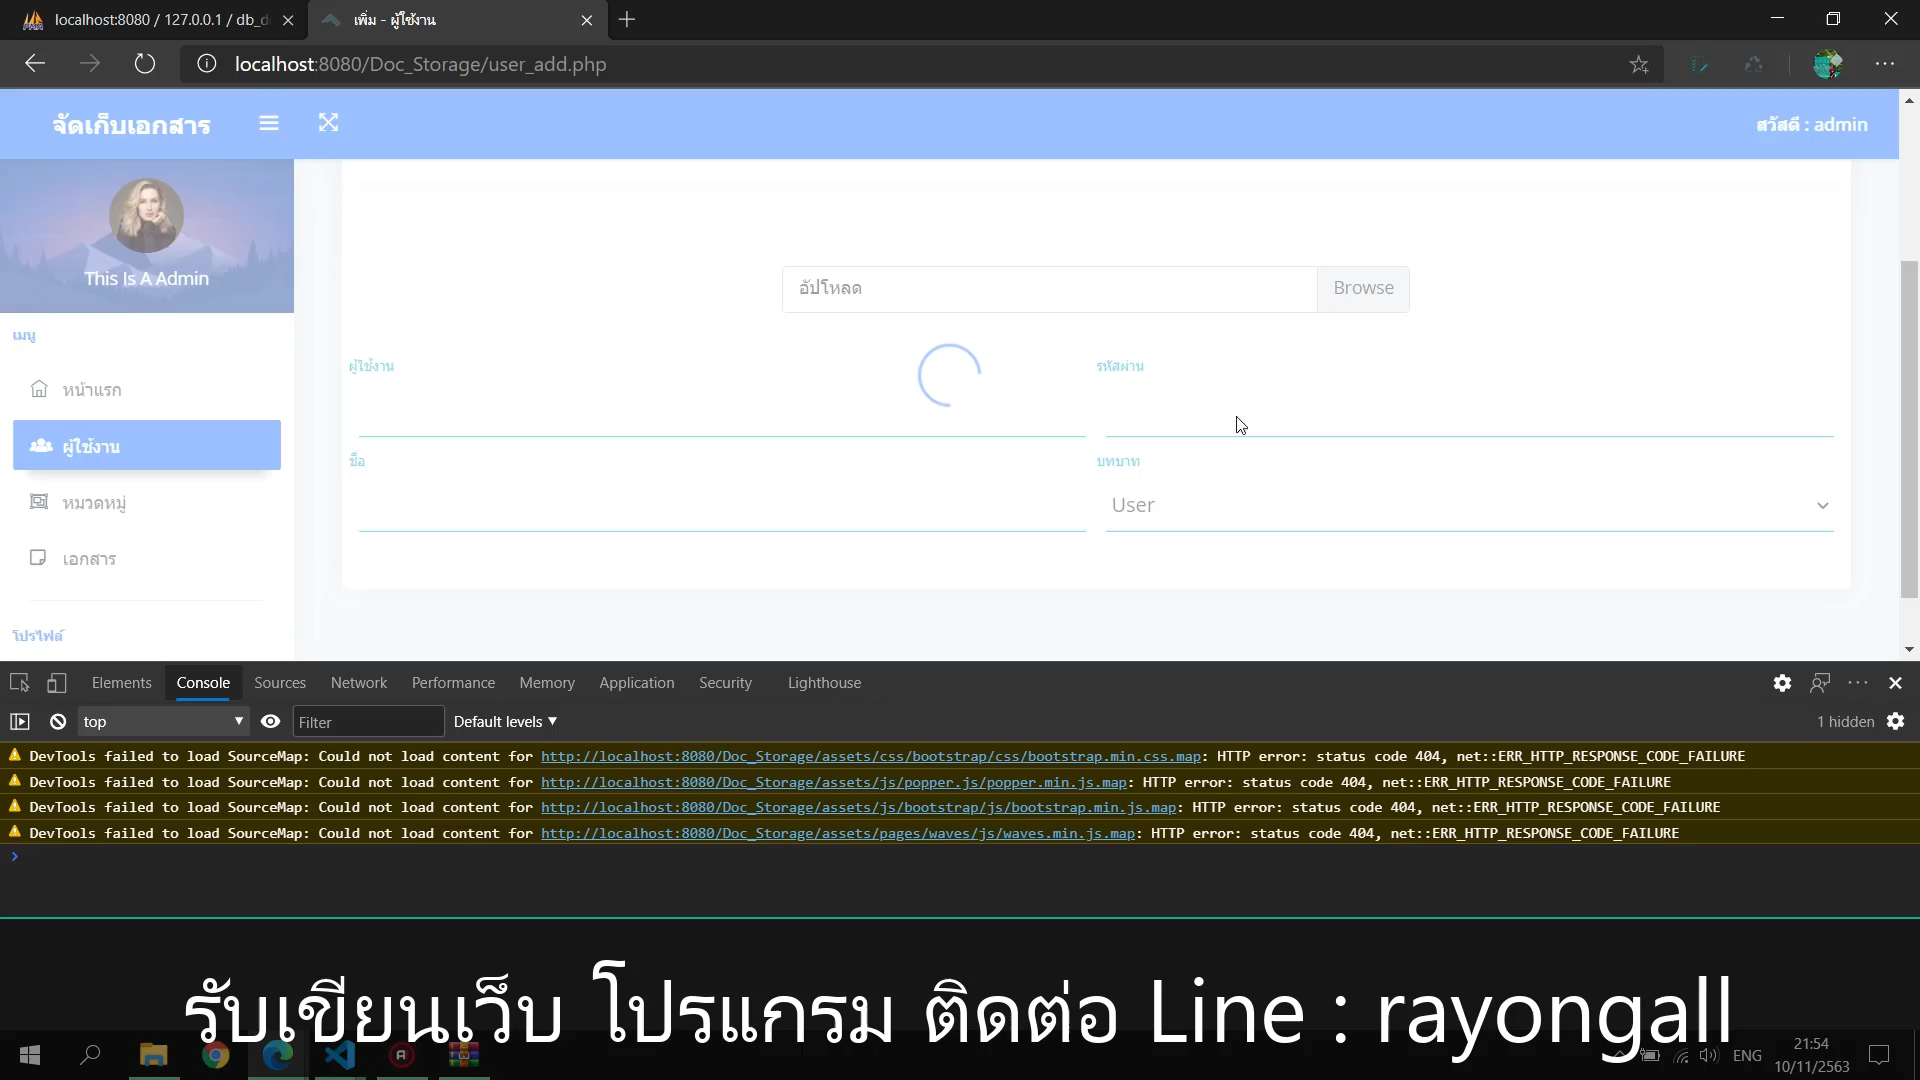 localhost:8080 / 127.0.0.1 / db_d
เพิ่ม - ผู้ใช้งาน
localhost:8080/Doc_Storage/user_add.php
จัดเก็บเอกสาร
สวัสดี : admin
This Is A Admin
เมนู
หน้าแรก
ผู้ใช้งาน
หมวดหมู่
เอกสาร
โปรไฟล์
อัปโหลด
Browse
ผู้ใช้งาน
รหัสผ่าน
ชื่อ
บทบาท
User
Elements Console Sources Network Performance Memory Application Security Lighthouse
top
Filter
Default levels ▼
1 hidden
DevTools failed to load SourceMap: Could not load content for http://localhost:8080/Doc_Storage/assets/css/bootstrap/css/bootstrap.min.css.map: HTTP error: status code 404, net::ERR_HTTP_RESPONSE_CODE_FAILURE
DevTools failed to load SourceMap: Could not load content for http://localhost:8080/Doc_Storage/assets/js/popper.js/popper.min.js.map: HTTP error: status code 404, net::ERR_HTTP_RESPONSE_CODE_FAILURE
DevTools failed to load SourceMap: Could not load content for http://localhost:8080/Doc_Storage/assets/js/bootstrap/js/bootstrap.min.js.map: HTTP error: status code 404, net::ERR_HTTP_RESPONSE_CODE_FAILURE
DevTools failed to load SourceMap: Could not load content for http://localhost:8080/Doc_Storage/assets/pages/waves/js/waves.min.js.map: HTTP error: status code 404, net::ERR_HTTP_RESPONSE_CODE_FAILURE
รับเขียนเว็บ โปรแกรม ติดต่อ Line : rayongall
ENG
21:54
10/11/2563